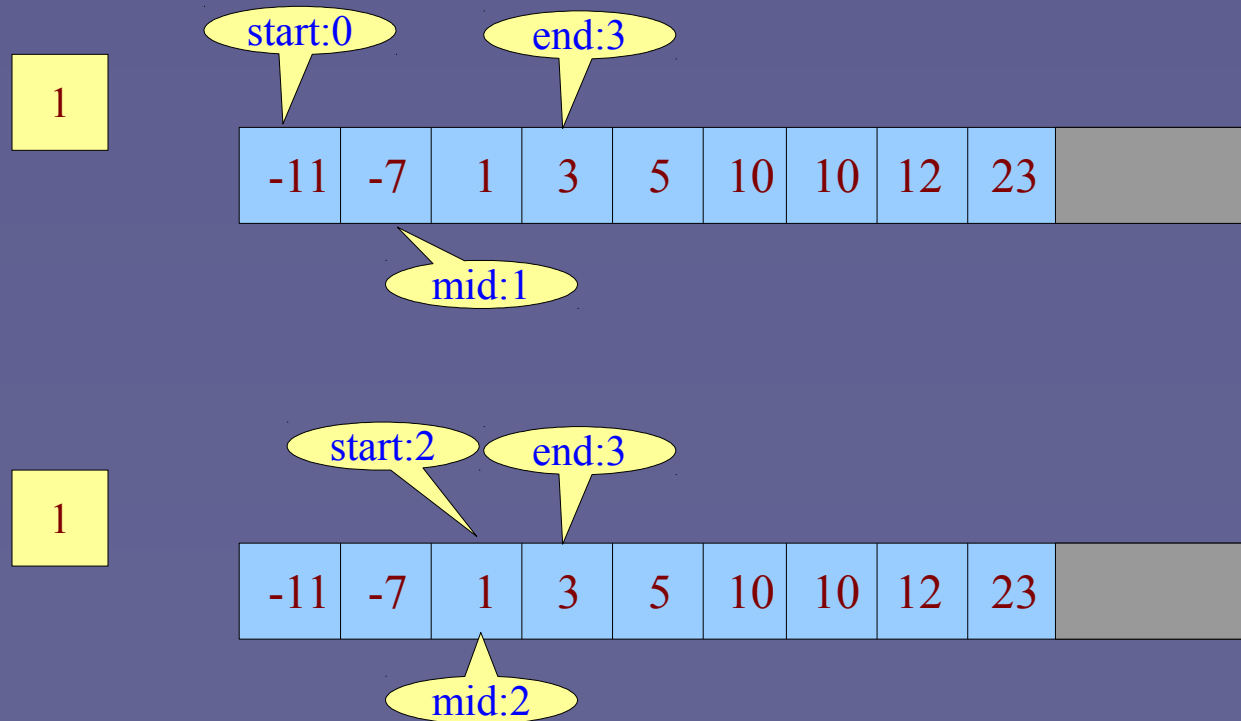 start:0 end:3
1
-11 -7 1 3 5 10 10 12 23
mid:1
start:2 end:3
1
-11 -7 1 3 5 10 10 12 23
mid:2